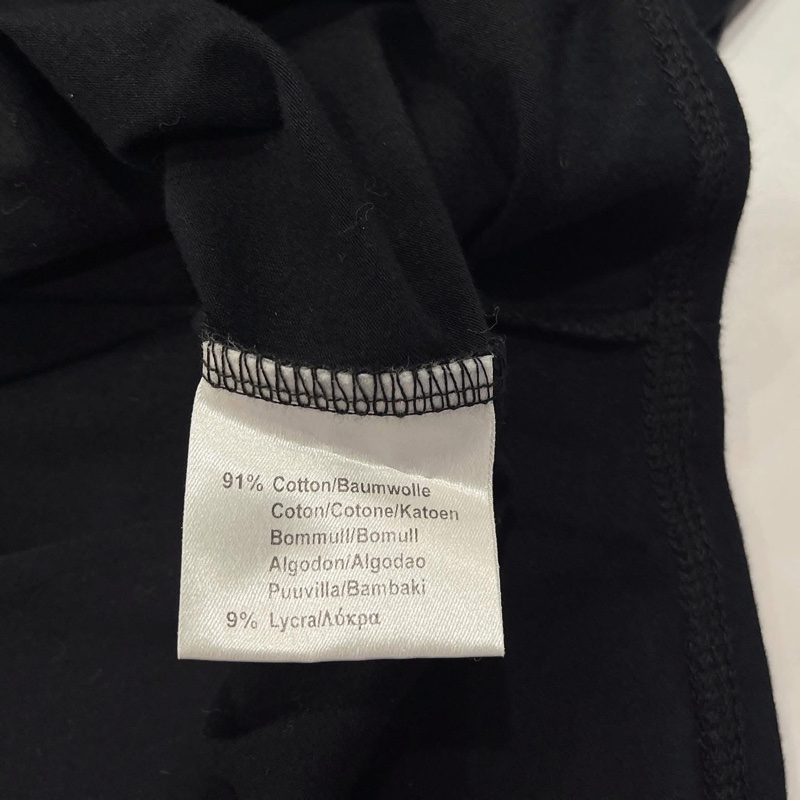 91% Cotton/Baumwolle
Coton/Cotone/Katoen
Bommull/Bomull
Algodon/Algodao
Puuvilla/Bambaki
9% Lycra/Λύκρα